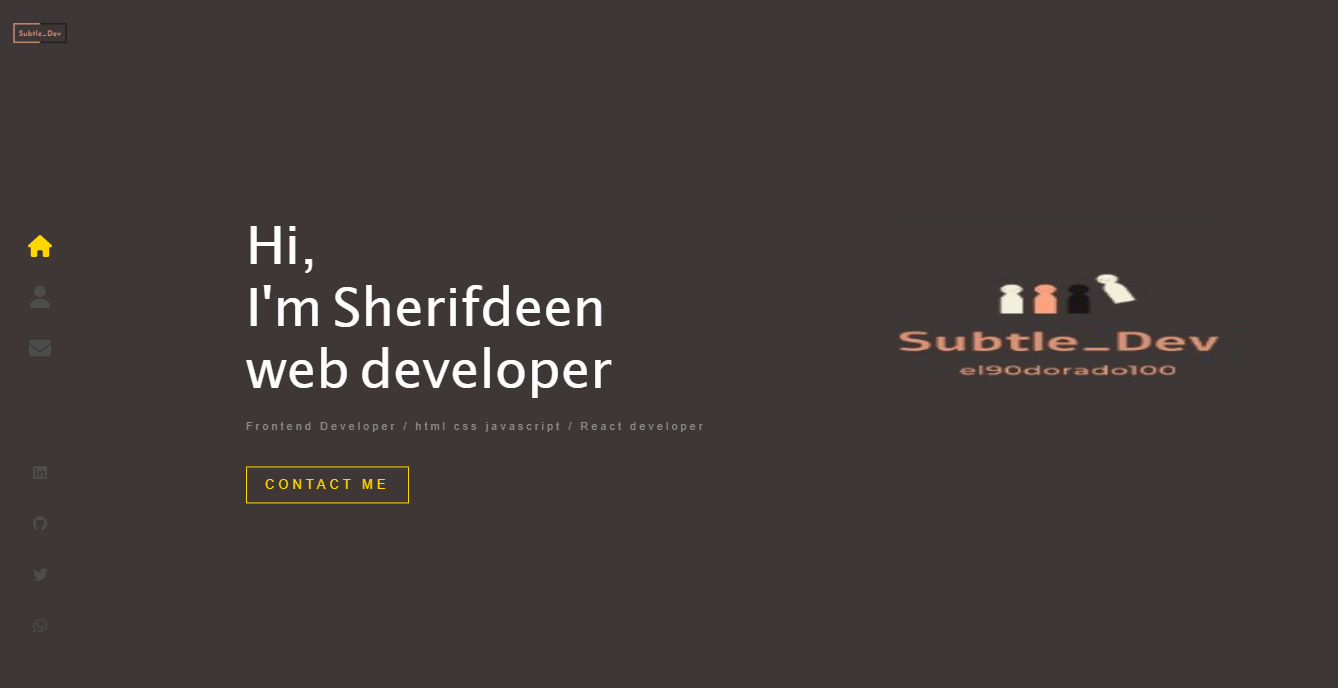 Subtle_Dev
Hi,
I'm Sherifdeen
web developer
Frontend Developer / html css javascript / React developer
CONTACT ME
Subtle_Dev
el90dorado100